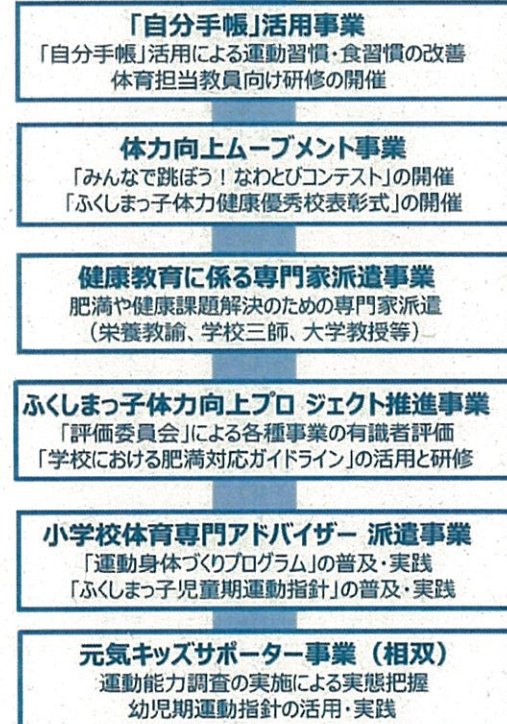 「自分手帳」活用事業
「自分手帳」活用による運動習慣・食習慣の改善
体育担当教員向け研修の開催
体力向上ムーブメント事業
「みんなで跳ぼう！なわとびコンテスト」の開催
「ふくしまっ子体力健康優秀校表彰式」の開催
健康教育に係る専門家派遣事業
肥満や健康課題解決のための専門家派遣
（栄養教諭、学校三師、大学教授等）
ふくしまっ子体力向上プロ ジェクト推進事業
「評価委員会」による各種事業の有識者評価
「学校における肥満対応ガイドライン」の活用と研修
小学校体育専門アドバイザー 派遣事業
「運動身体づくりプログラム」の普及・実践
「ふくしまっ子児童期運動指針」の普及・実践
元気キッズサポーター事業（相双）
運動能力調査の実施による実態把握
幼児期運動指針の活用・実践